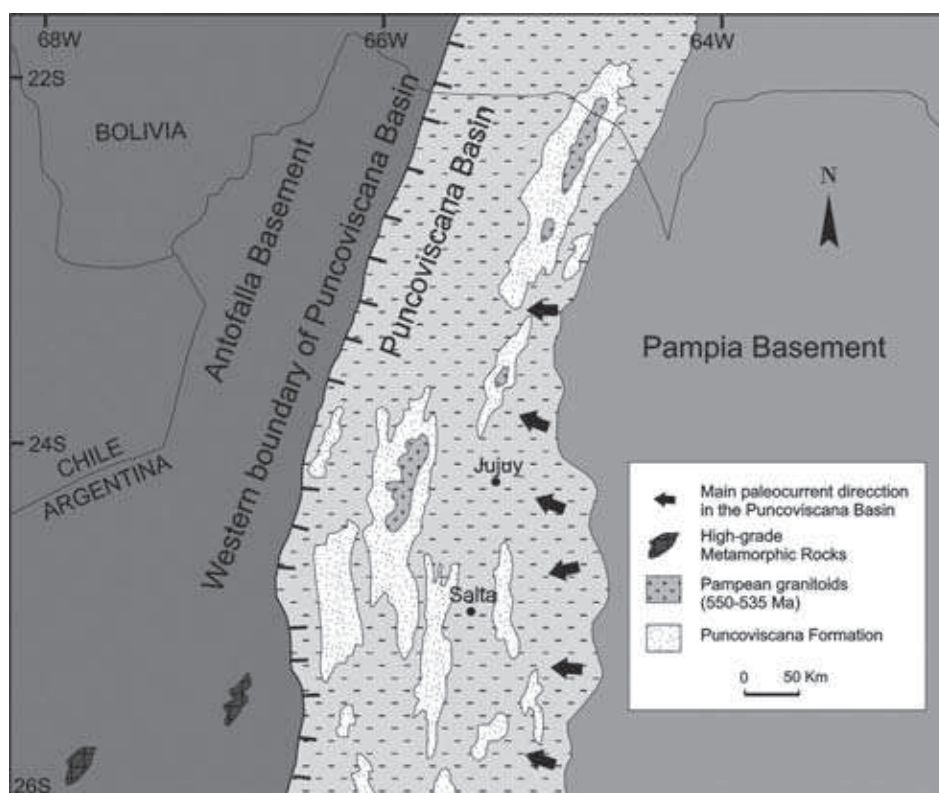 68W
66W
64W
22S
BOLIVIA
Antofalla Basement
Western boundary of Puncoviscana Basin
Puncoviscana Basin
N
Pampia Basement
24S
CHILE
ARGENTINA
Jujuy
Salta
26S
Main paleocurrent direcction
in the Puncoviscana Basin
High-grade
Metamorphic Rocks
Pampean granitoids
(550-535 Ma)
Puncoviscana Formation
0 50 Km